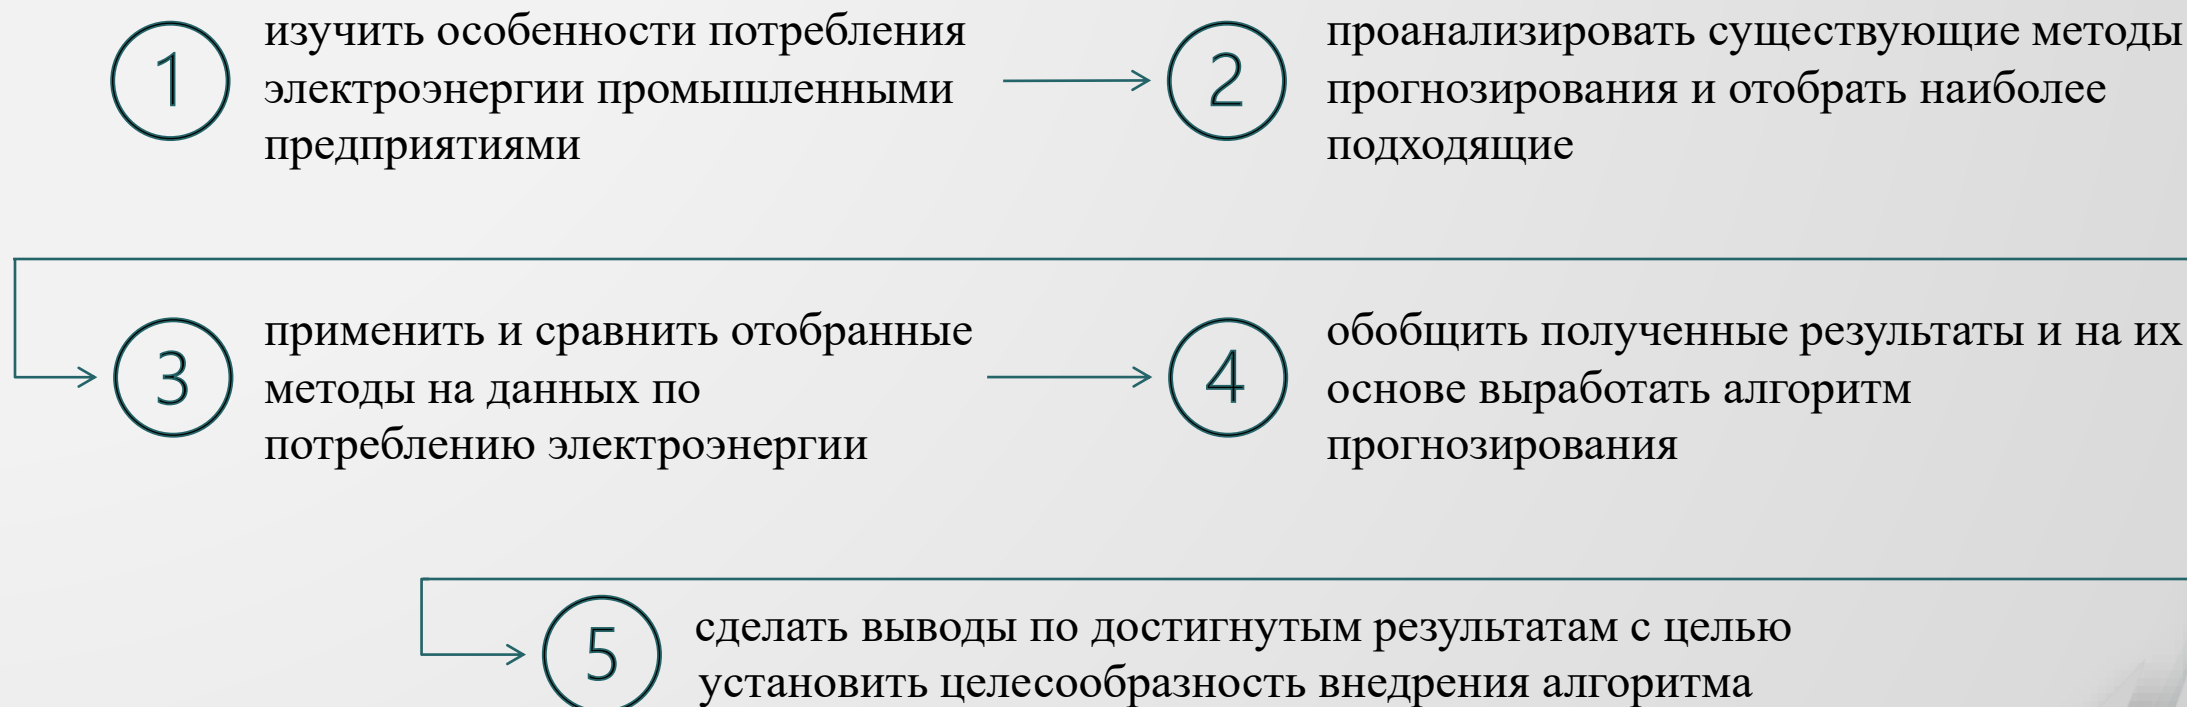 1
изучить особенности потребления
электроэнергии промышленными
предприятиями
2
проанализировать существующие методы
прогнозирования и отобрать наиболее
подходящие
3
применить и сравнить отобранные
методы на данных по
потреблению электроэнергии
4
обобщить полученные результаты и на их
основе выработать алгоритм
прогнозирования
5
сделать выводы по достигнутым результатам с целью
установить целесообразность внедрения алгоритма